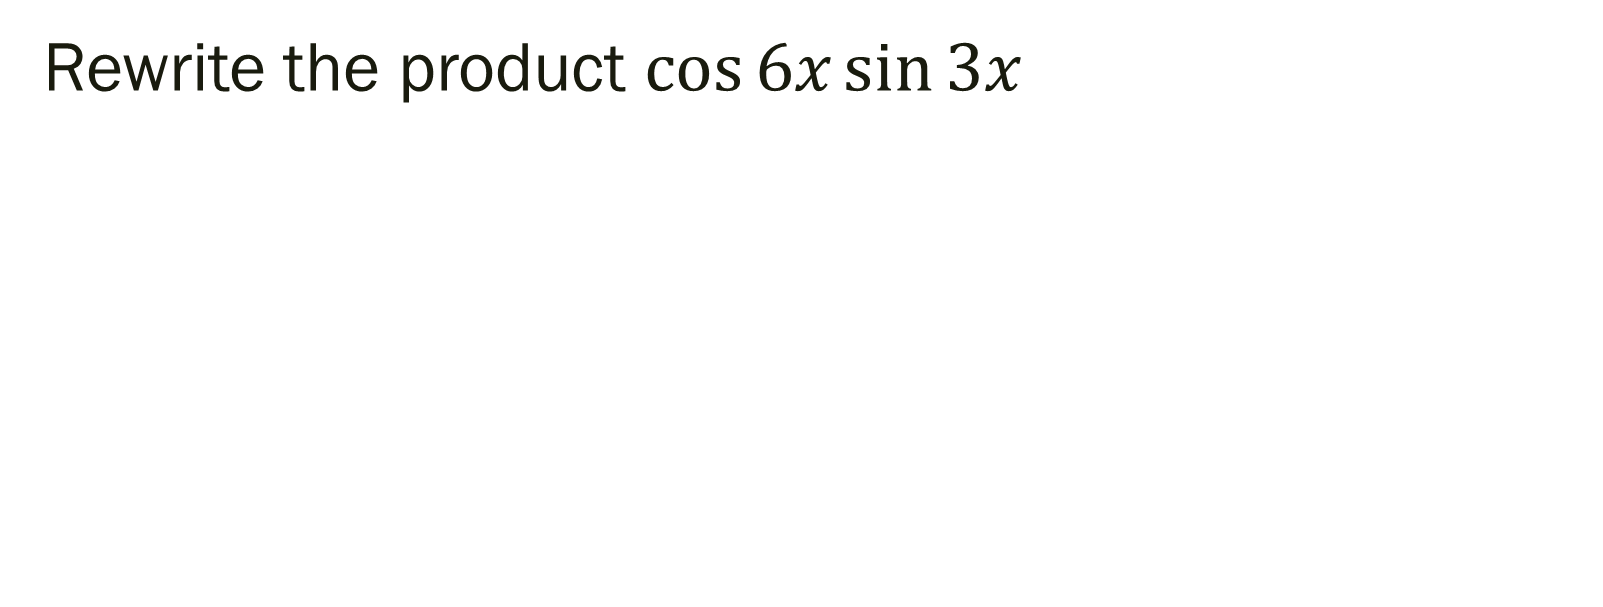 Rewrite the product cos 6x sin 3x